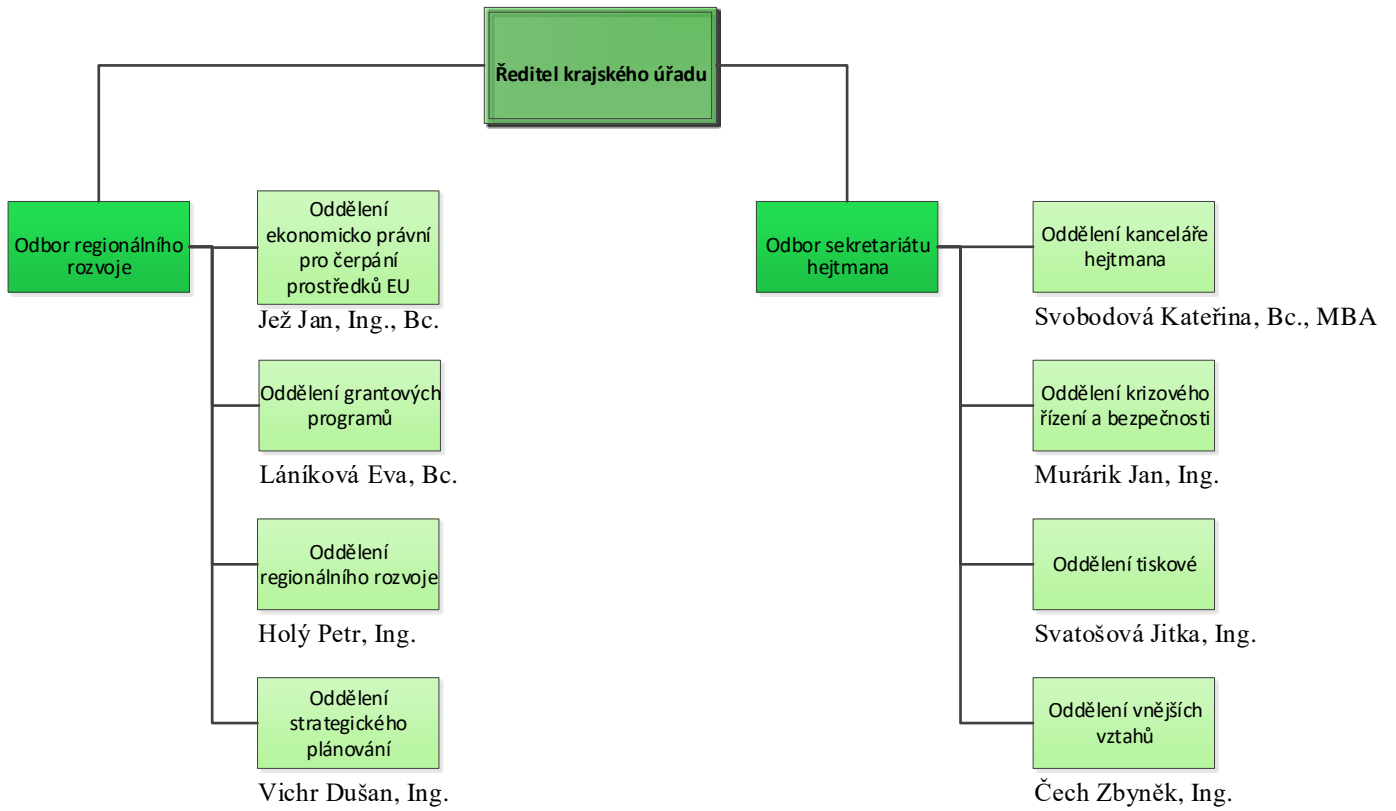 Ředitel krajského úřadu
Odbor regionálního
rozvoje
Oddělení
ekonomicko právní
pro čerpání
prostředků EU
Jež Jan, Ing., Bc.
Oddělení grantových
programů
Láníková Eva, Bc.
Oddělení
regionálního rozvoje
Holý Petr, Ing.
Oddělení
strategického
plánování
Vichr Dušan, Ing.
Odbor sekretariátu
hejtmana
Oddělení kanceláře
hejtmana
Svobodová Kateřina, Bc., MBA
Oddělení krizového
řízení a bezpečnosti
Murárik Jan, Ing.
Oddělení tiskové
Svatošová Jitka, Ing.
Oddělení vnějších
vztahů
Čech Zbyněk, Ing.